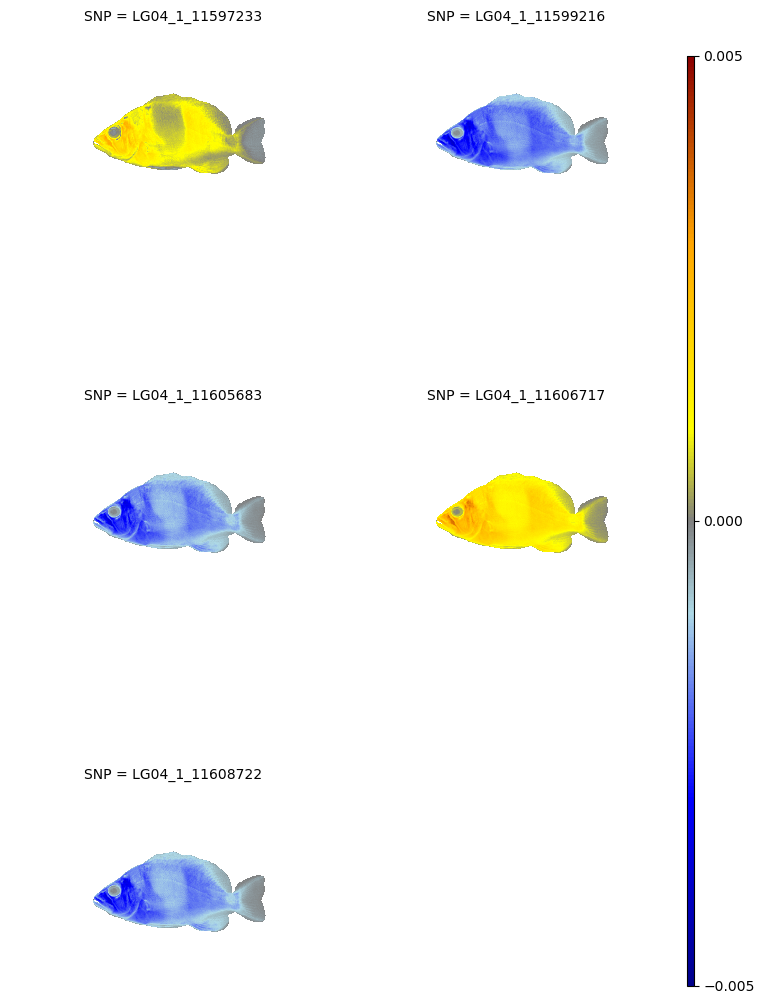 SNP = LG04_1_11597233
SNP = LG04_1_11599216
0.005
SNP = LG04_1_11605683
SNP = LG04_1_11606717
0.000
SNP = LG04_1_11608722
−0.005